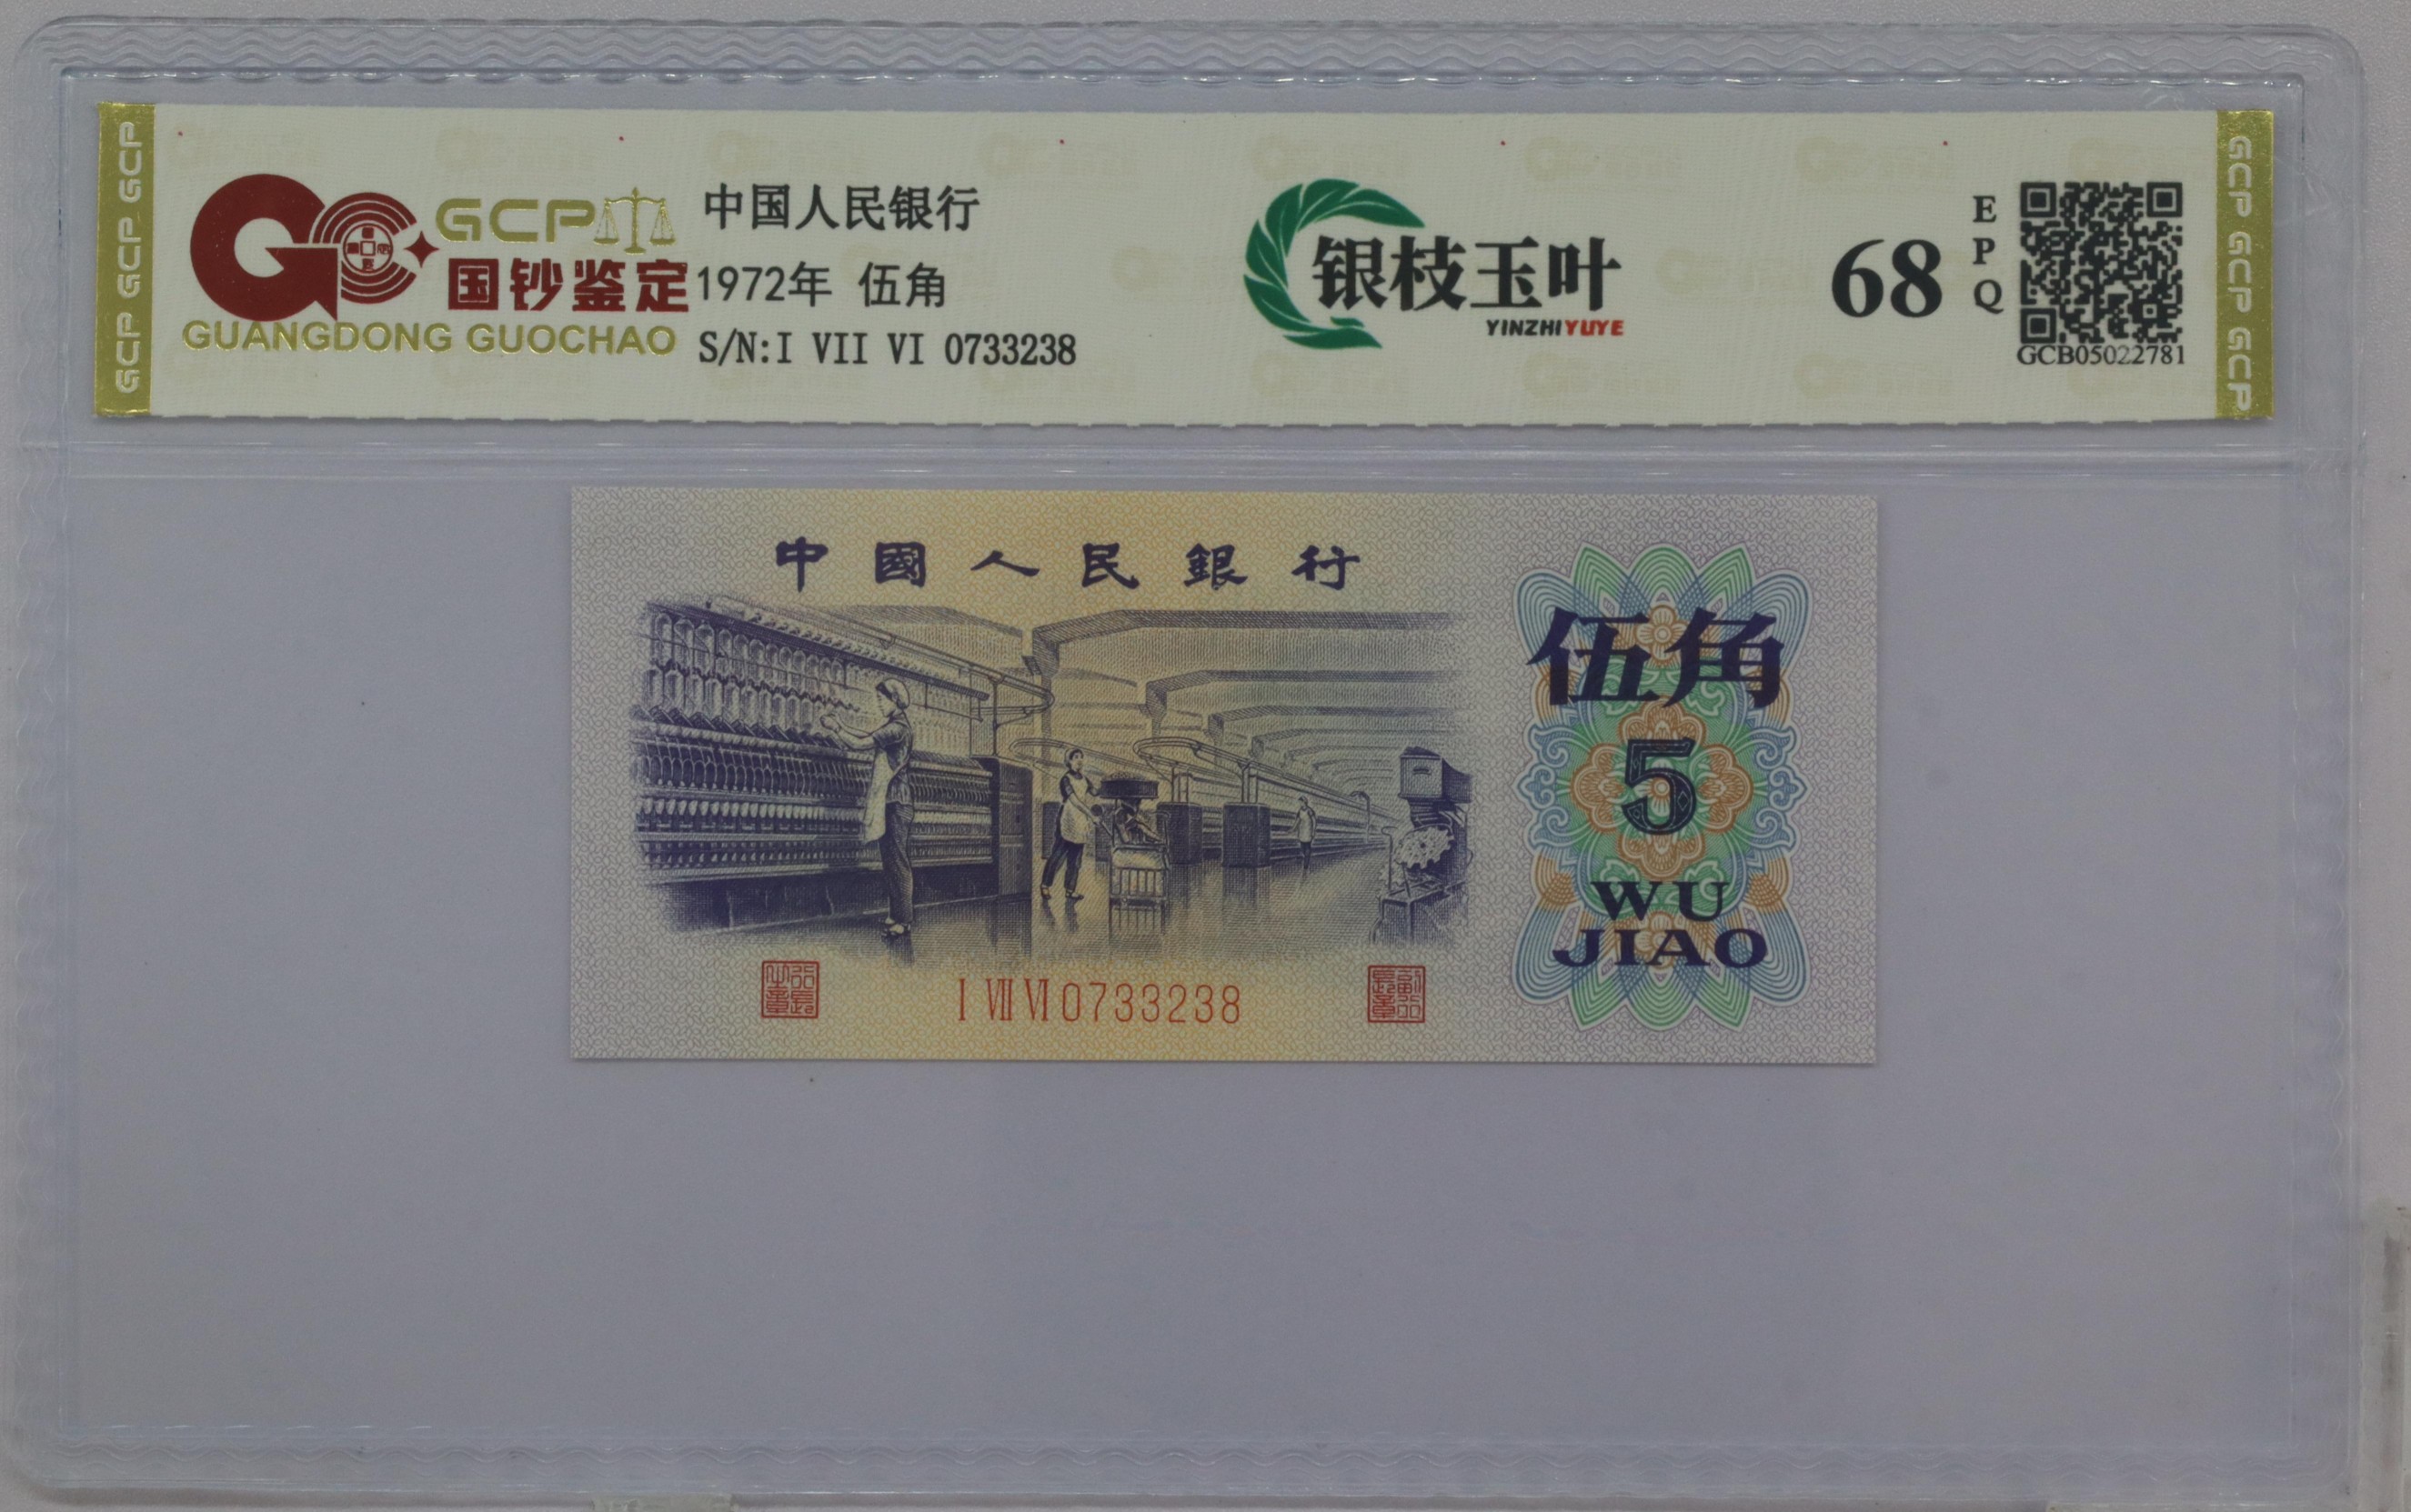 GCP GCP GCP
GCP
国钞鉴定
GUANGDONG GUOCHAO
中国人民银行
1972年 伍角
S/N:I VII VI 0733238
银枝玉叶
YINZHIYUYE
68
EPQ
GCB05022781
GCP GCP GCP
中國人民銀行
伍角
5
WU
JIAO
I VII VI 0733238